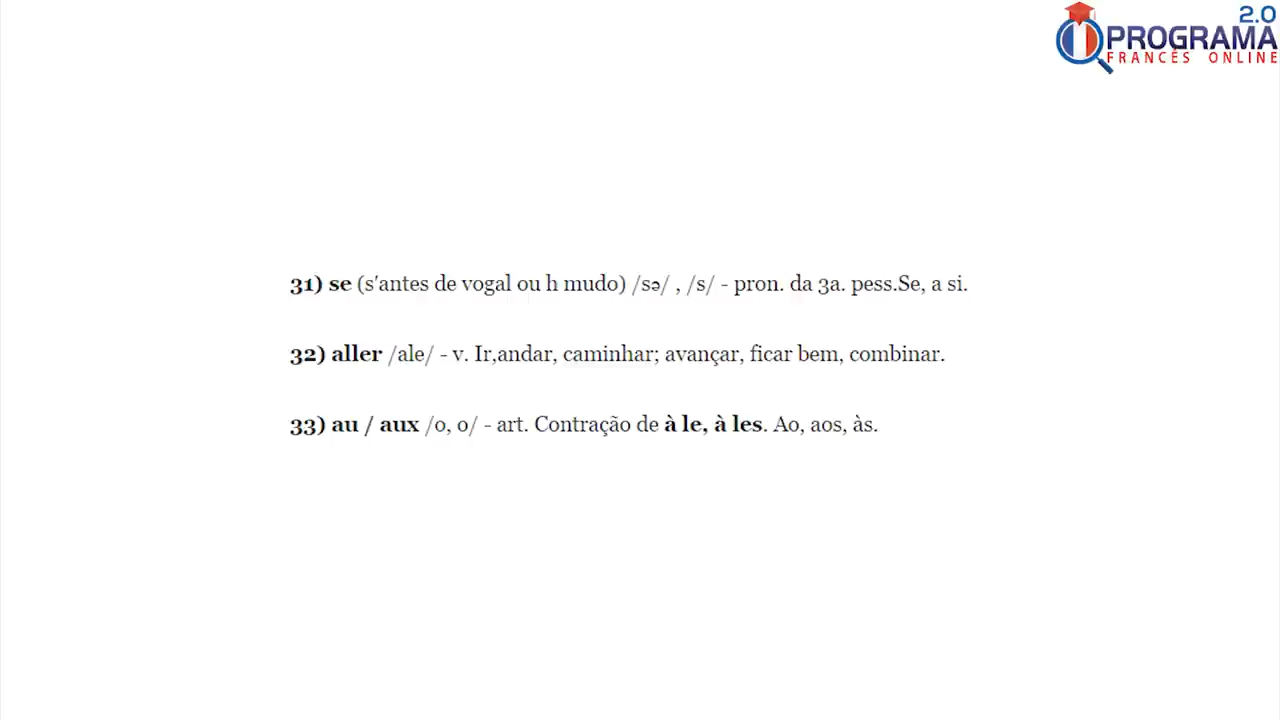 2.0
PROGRAMA
FRANCÊS ONLINE
31) se (s'antes de vogal ou h mudo) /sə/ , /s/ - pron. da 3a. pess.Se, a si.
32) aller /ale/ - v. Ir,andar, caminhar; avançar, ficar bem, combinar.
33) au / aux /o, o/ - art. Contração de à le, à les. Ao, aos, às.